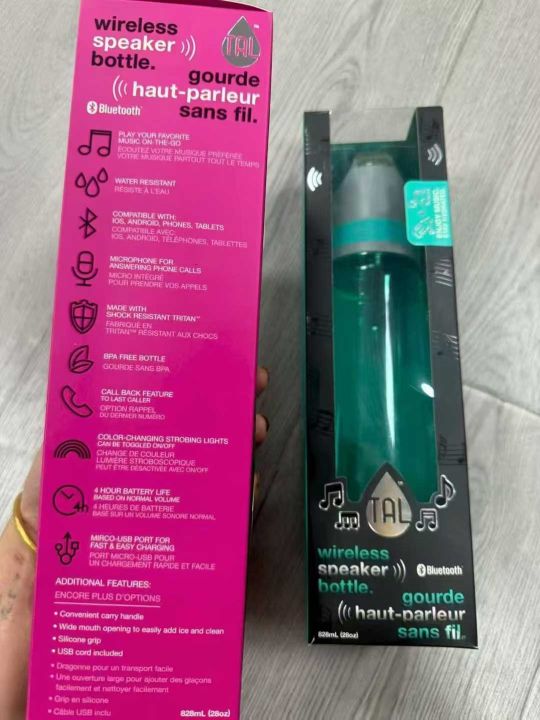 wireless
speaker
bottle.
TAL
gourde
haut-parleur
sans fil.
Bluetooth
PLAY YOUR FAVORITE
MUSIC ON-THE-GO
ÉCOUTEZ VOTRE MUSIQUE PRÉFÉRÉE
VOTRE MUSIQUE PARTOUT TOUT LE TEMPS
WATER RESISTANT
RÉSISTE À L'EAU
COMPATIBLE WITH:
IOS, ANDROID, PHONES, TABLETS
COMPATIBLE AVEC:
IOS, ANDROID, TÉLÉPHONES, TABLETTES
MICROPHONE FOR
ANSWERING PHONE CALLS
MICRO INTÉGRÉ
POUR PRENDRE VOS APPELS
MADE WITH
SHOCK RESISTANT TRITAN™
FABRIQUÉ EN
TRITAN™ RÉSISTANT AUX CHOCS
BPA FREE BOTTLE
GOURDE SANS BPA
CALL BACK FEATURE
TO LAST CALLER
OPTION RAPPEL
DU DERNIER NUMÉRO
COLOR-CHANGING STROBING LIGHTS
CAN BE TOGGLED ON/OFF
CHANGE DE COULEUR
LUMIÈRE STROBOSCOPIQUE
PEUT ÊTRE DÉSACTIVÉE AVEC ON/OFF
4h
4 HOUR BATTERY LIFE
BASED ON NORMAL VOLUME
4 HEURES DE BATTERIE
BASÉ SUR UN VOLUME SONORE NORMAL
MIRCO-USB PORT FOR
FAST & EASY CHARGING
PORT MICRO-USB POUR
UN CHARGEMENT RAPIDE ET FACILE
ADDITIONAL FEATURES:
ENCORE PLUS D'OPTIONS
• Convenient carry handle
• Wide mouth opening to easily add ice and clean
• Silicone grip
• USB cord included
• Dragonne pour un transport facile
• Une ouverture large pour ajouter des glaçons
facilement et nettoyer facilement
• Grip en silicone
• Câble USB inclu
828mL (28oz)
ENJOY MUSIC.
TAL
wireless
speaker
bottle.
Bluetooth
gourde
haut-parleur
sans fil.
828mL (28oz)